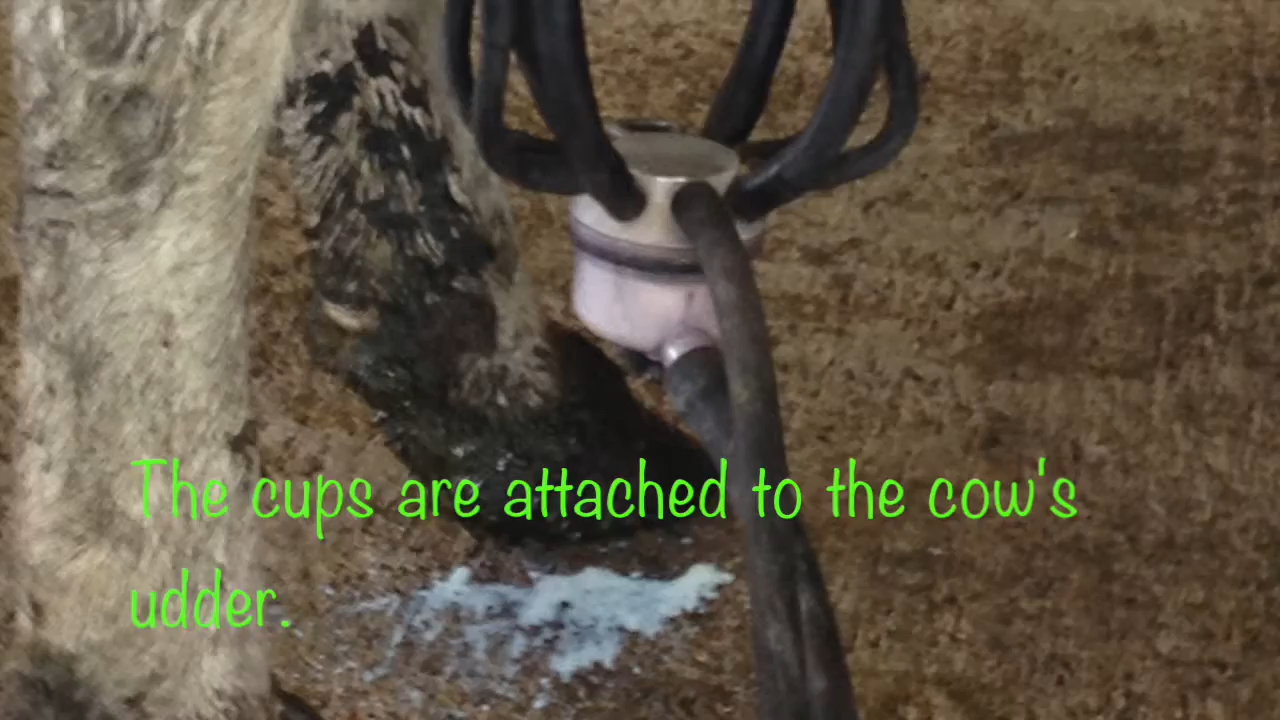 The cups are attached to the cow's
udder.